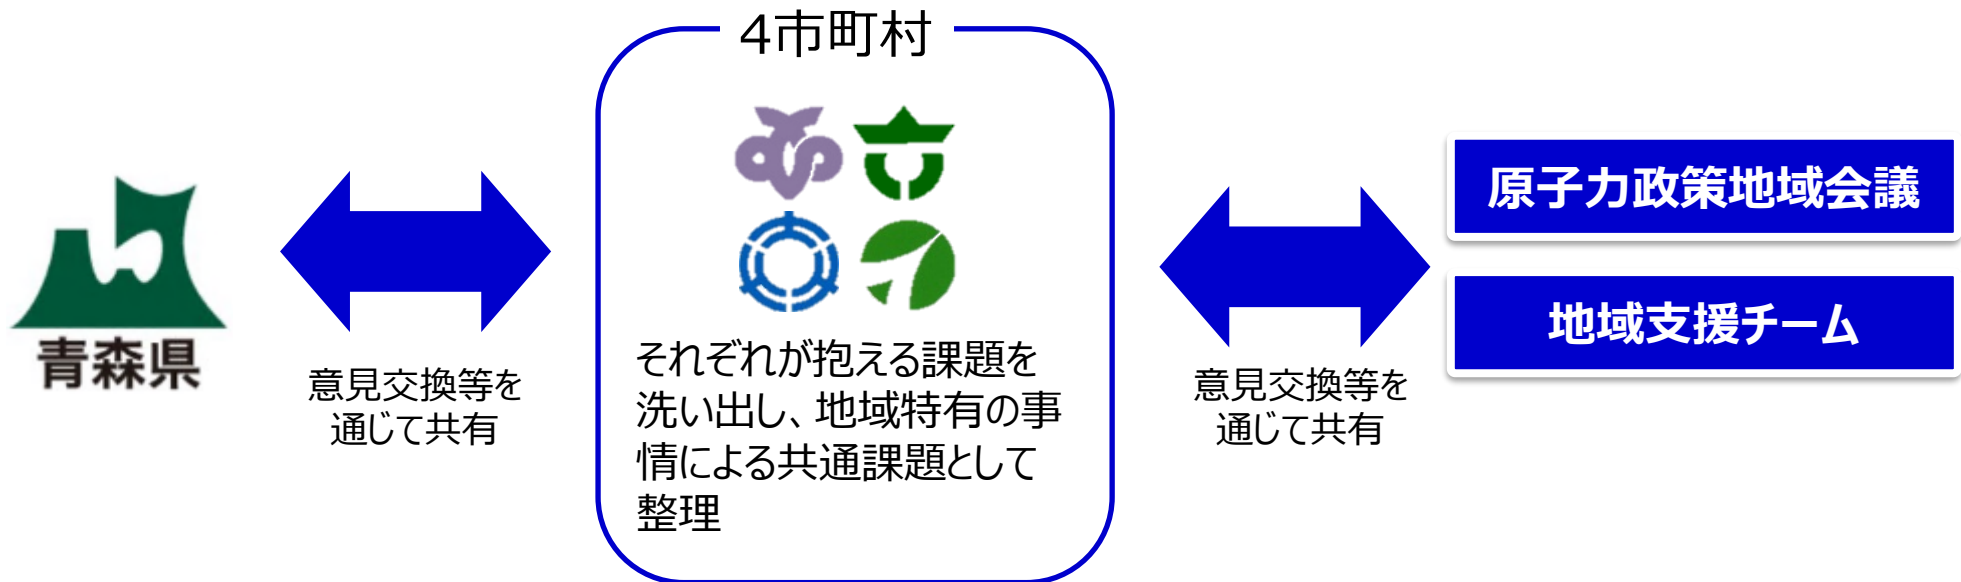 4市町村
青森県
意見交換等を
通じて共有
それぞれが抱える課題を
洗い出し、地域特有の事
情による共通課題として
整理
意見交換等を
通じて共有
原子力政策地域会議
地域支援チーム